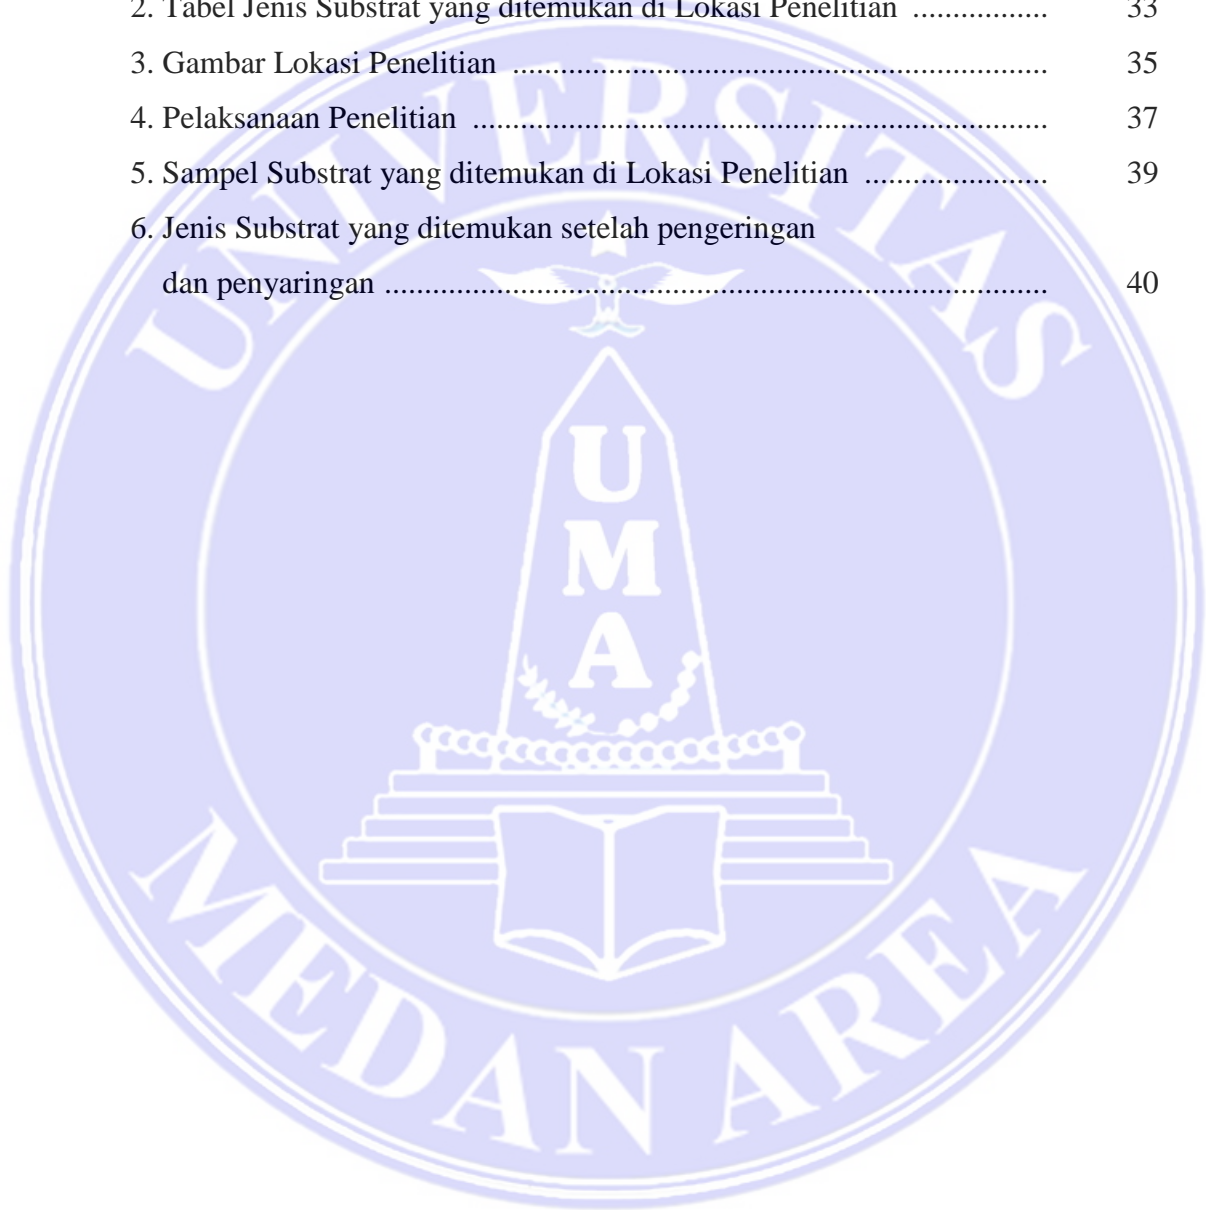 2. Tabel Jenis Substrat yang ditemukan di Lokasi Penelitian ................. 33
3. Gambar Lokasi Penelitian ................................................................... 35
4. Pelaksanaan Penelitian ........................................................................ 37
5. Sampel Substrat yang ditemukan di Lokasi Penelitian ....................... 39
6. Jenis Substrat yang ditemukan setelah pengeringan
dan penyaringan ................................................................................... 40
UNIVERSITAS
U
M
A
MEDAN AREA